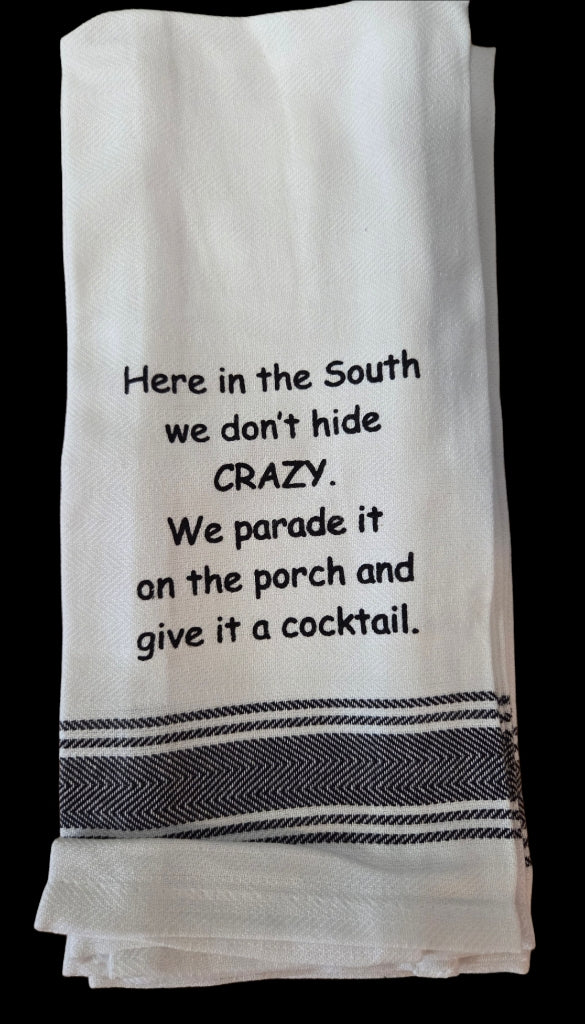 Here in the South
we don't hide
CRAZY.
We parade it
on the porch and
give it a cocktail.